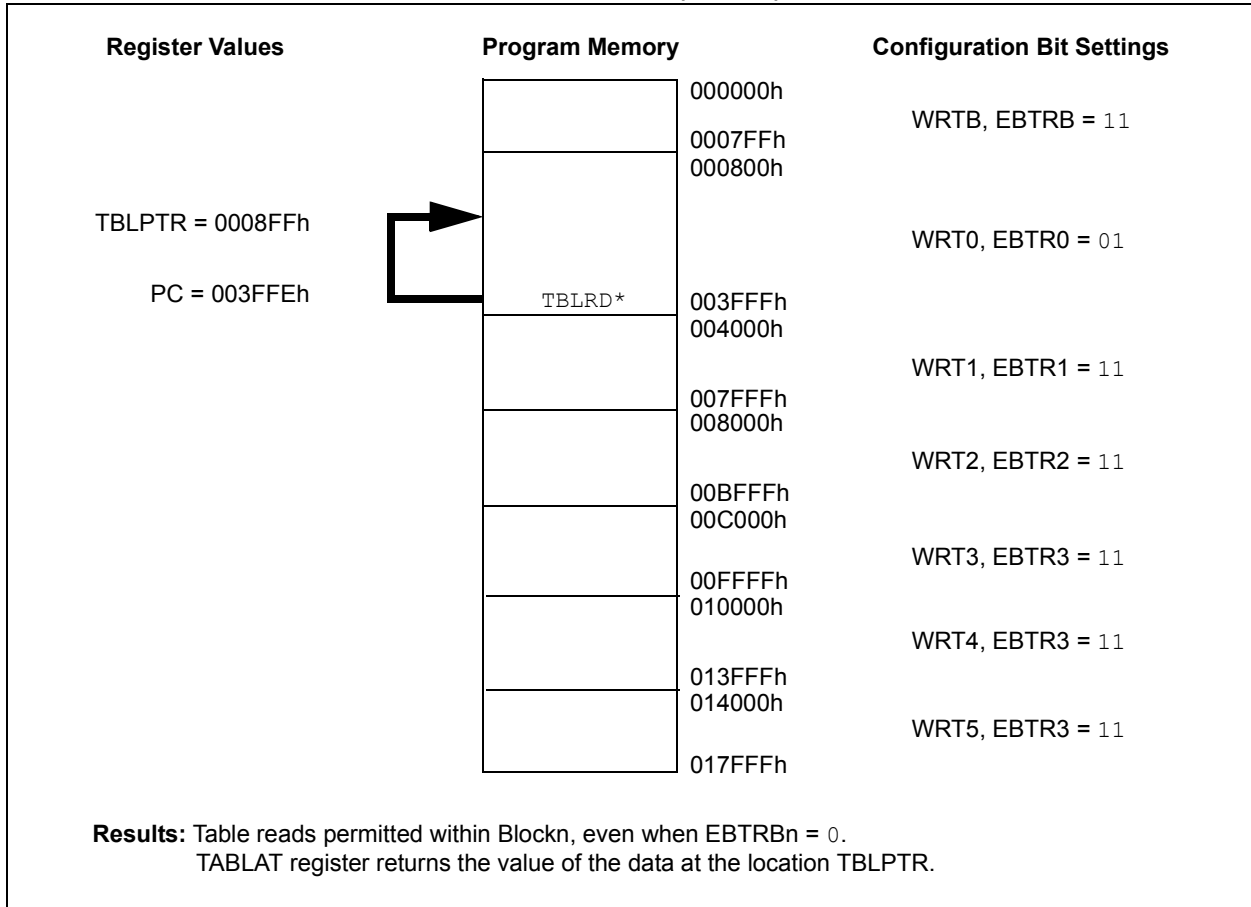 Register Values Program Memory Configuration Bit Settings
000000h
WRTB, EBTRB = 11
0007FFh
000800h
TBLPTR = 0008FFh
WRT0, EBTR0 = 01
PC = 003FFEh
TBLRD*
003FFFh
004000h
WRT1, EBTR1 = 11
007FFFh
008000h
WRT2, EBTR2 = 11
00BFFFh
00C000h
WRT3, EBTR3 = 11
00FFFFh
010000h
WRT4, EBTR3 = 11
013FFFh
014000h
WRT5, EBTR3 = 11
017FFFh
Results: Table reads permitted within Blockn, even when EBTRBn = 0.
TABLAT register returns the value of the data at the location TBLPTR.